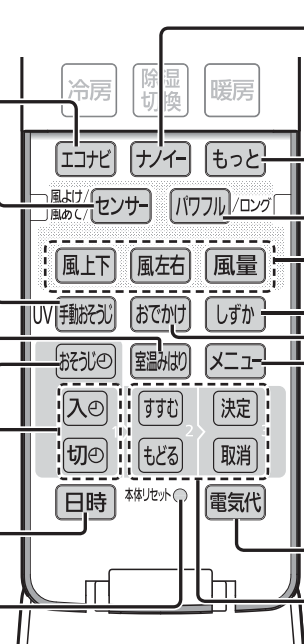 冷房 除湿切換 暖房
エコナビ ナノイー もっと
風よけ/風あて/ センサー パワフル /ロング
風上下 風左右 風量
UV 手動おそうじ おでかけ しずか
おそうじ 室温みはり メニュー
入 すすむ 決定
1 2 3
切 もどる 取消
日時 本体リセット 電気代